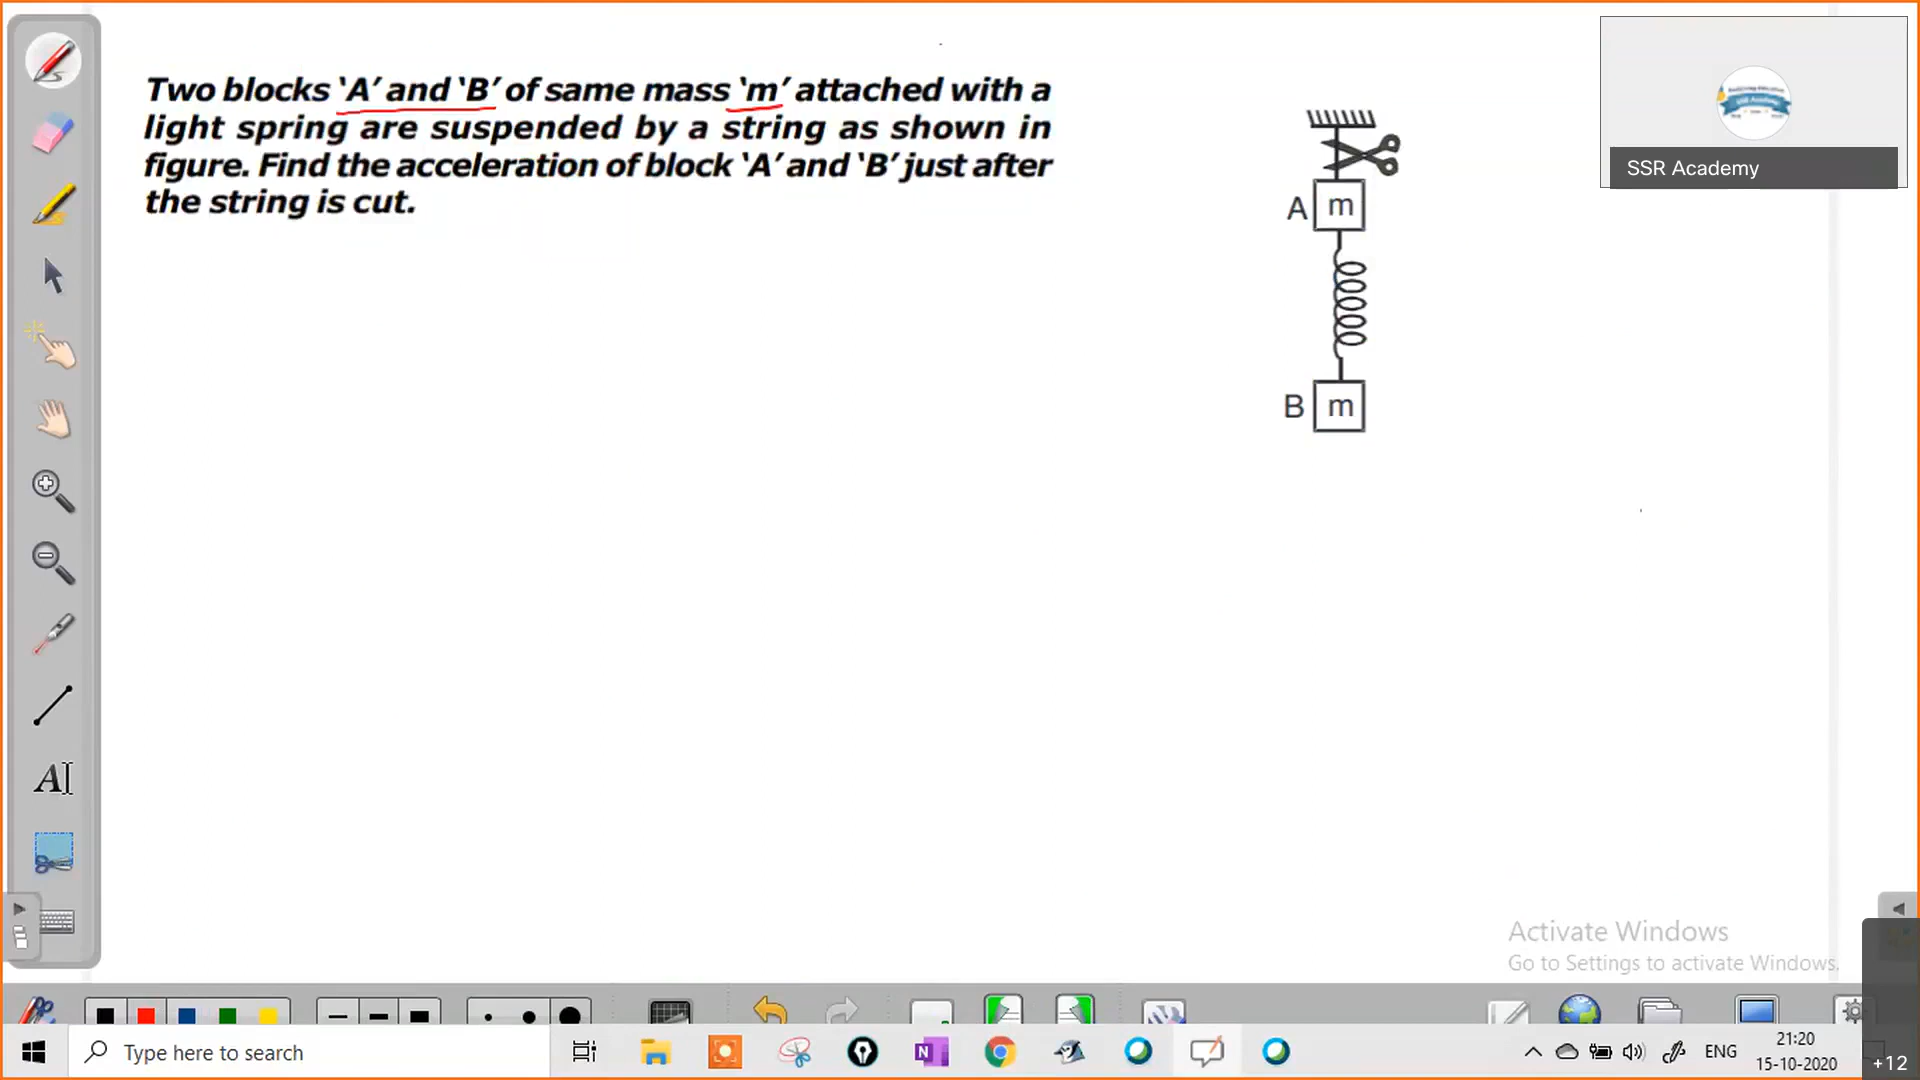 Two blocks ‘A’ and ‘B’ of same mass ‘m’ attached with a
light spring are suspended by a string as shown in
figure. Find the acceleration of block ‘A’ and ‘B’ just after
the string is cut.
SSR Academy
A m
B m
A
Activate Windows
Go to Settings to activate Windows.
Type here to search
N
ENG
21:20
15-10-2020
+12